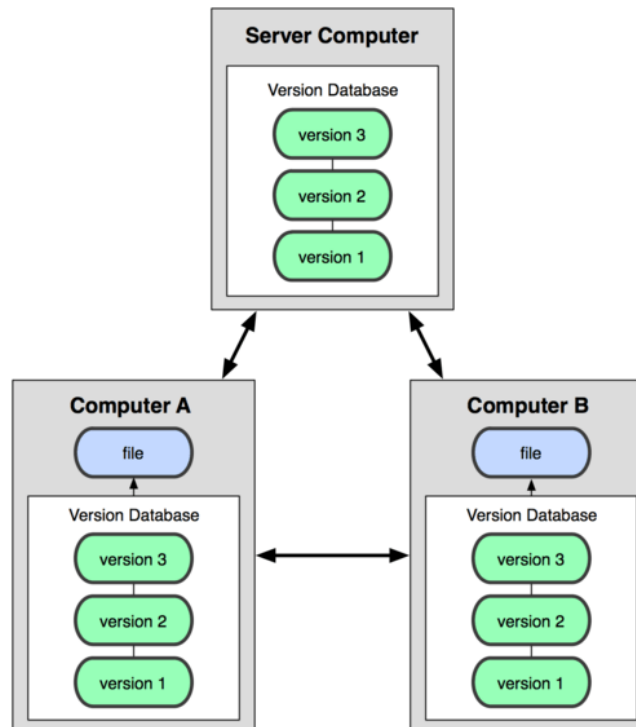 Server Computer
Version Database
version 3
version 2
version 1
Computer A
file
Version Database
version 3
version 2
version 1
Computer B
file
Version Database
version 3
version 2
version 1